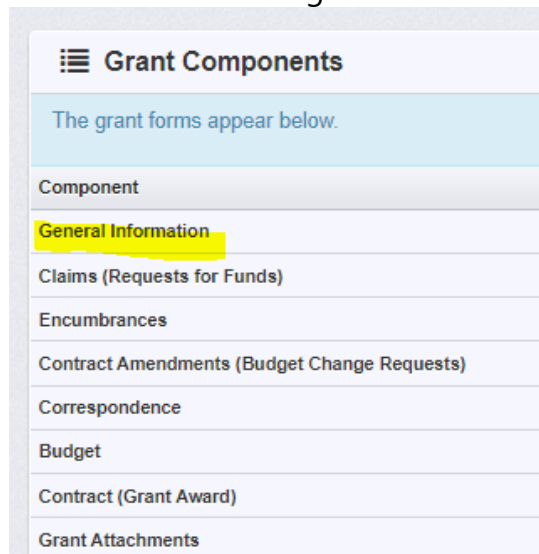 Grant Components
The grant forms appear below.
Component
General Information
Claims (Requests for Funds)
Encumbrances
Contract Amendments (Budget Change Requests)
Correspondence
Budget
Contract (Grant Award)
Grant Attachments